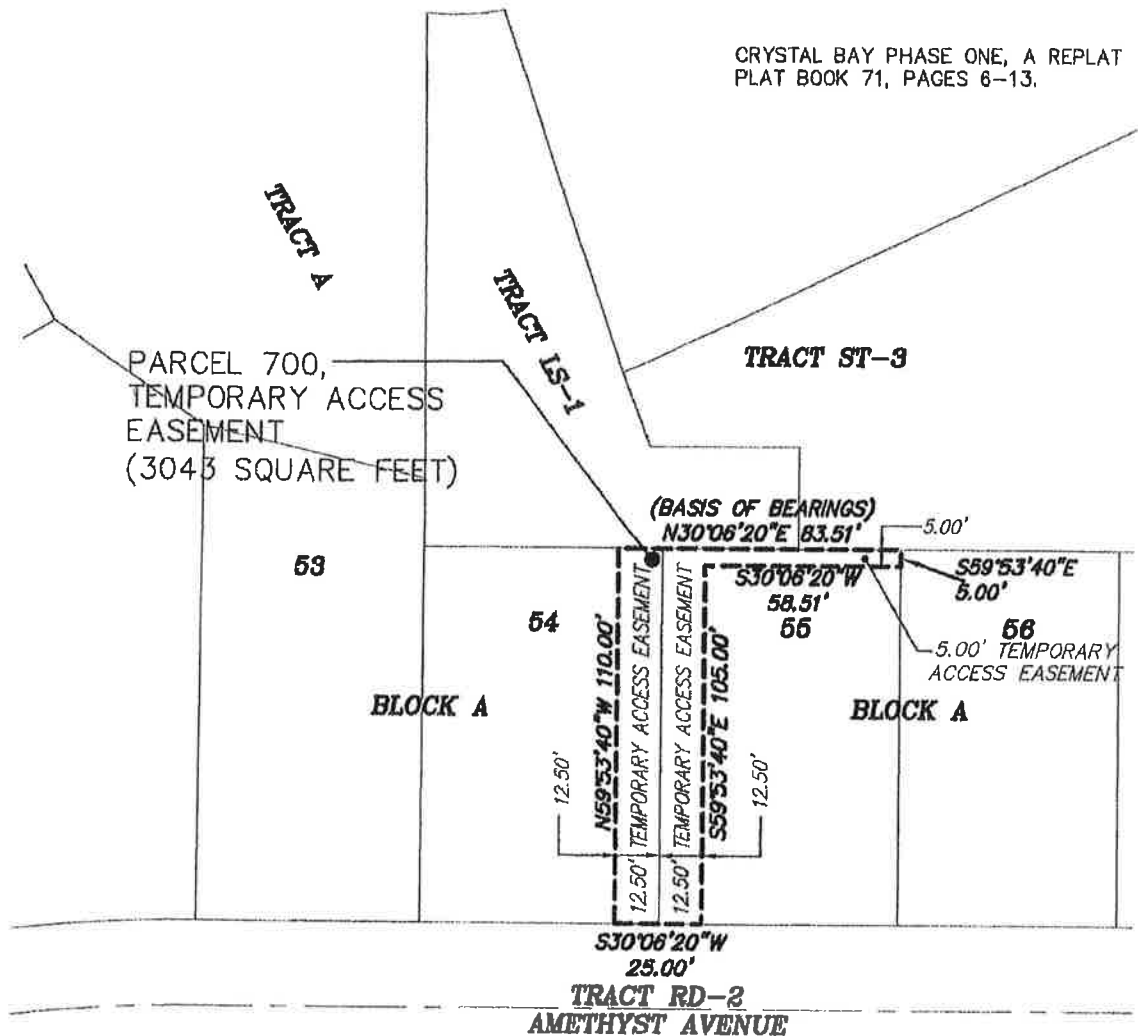 CRYSTAL BAY PHASE ONE, A REPLAT
PLAT BOOK 71, PAGES 6-13.
TRACT A
TRACT LS-1
TRACT ST-3
PARCEL 700,
TEMPORARY ACCESS
EASEMENT
(3043 SQUARE FEET)
(BASIS OF BEARINGS)
N30°06'20"E 83.51'
5.00'
S59°53'40"E
5.00'
S30°06'20"W
58.51'
53
54
55
56
5.00' TEMPORARY
ACCESS EASEMENT
BLOCK A
BLOCK A
12.50'
N59°53'40"W 110.00'
12.50' TEMPORARY ACCESS EASEMENT
12.50' TEMPORARY ACCESS EASEMENT
S59°53'40"E 105.00'
12.50'
S30°06'20"W
25.00'
TRACT RD-2
AMETHYST AVENUE